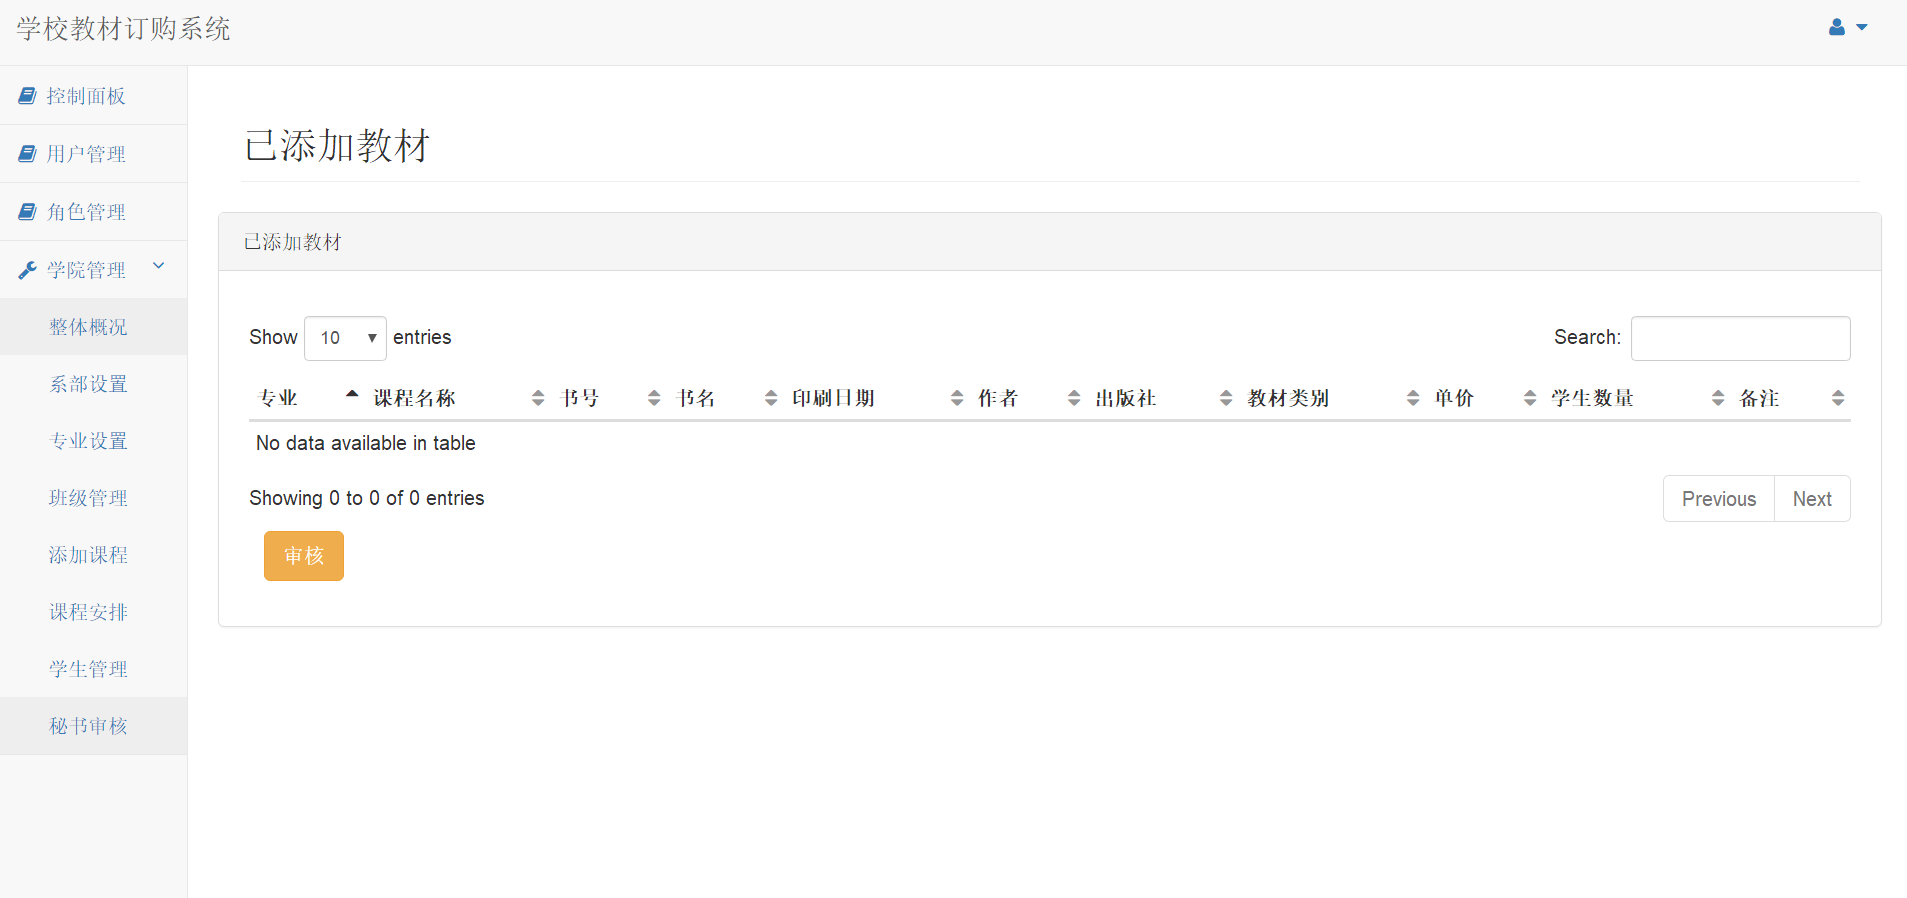 学校教材订购系统
控制面板
用户管理
角色管理
学院管理
整体概况
系部设置
专业设置
班级管理
添加课程
课程安排
学生管理
秘书审核
已添加教材
已添加教材
Show 10 entries
Search:
专业 课程名称 书号 书名 印刷日期 作者 出版社 教材类别 单价 学生数量 备注
No data available in table
Showing 0 to 0 of 0 entries
Previous Next
审核